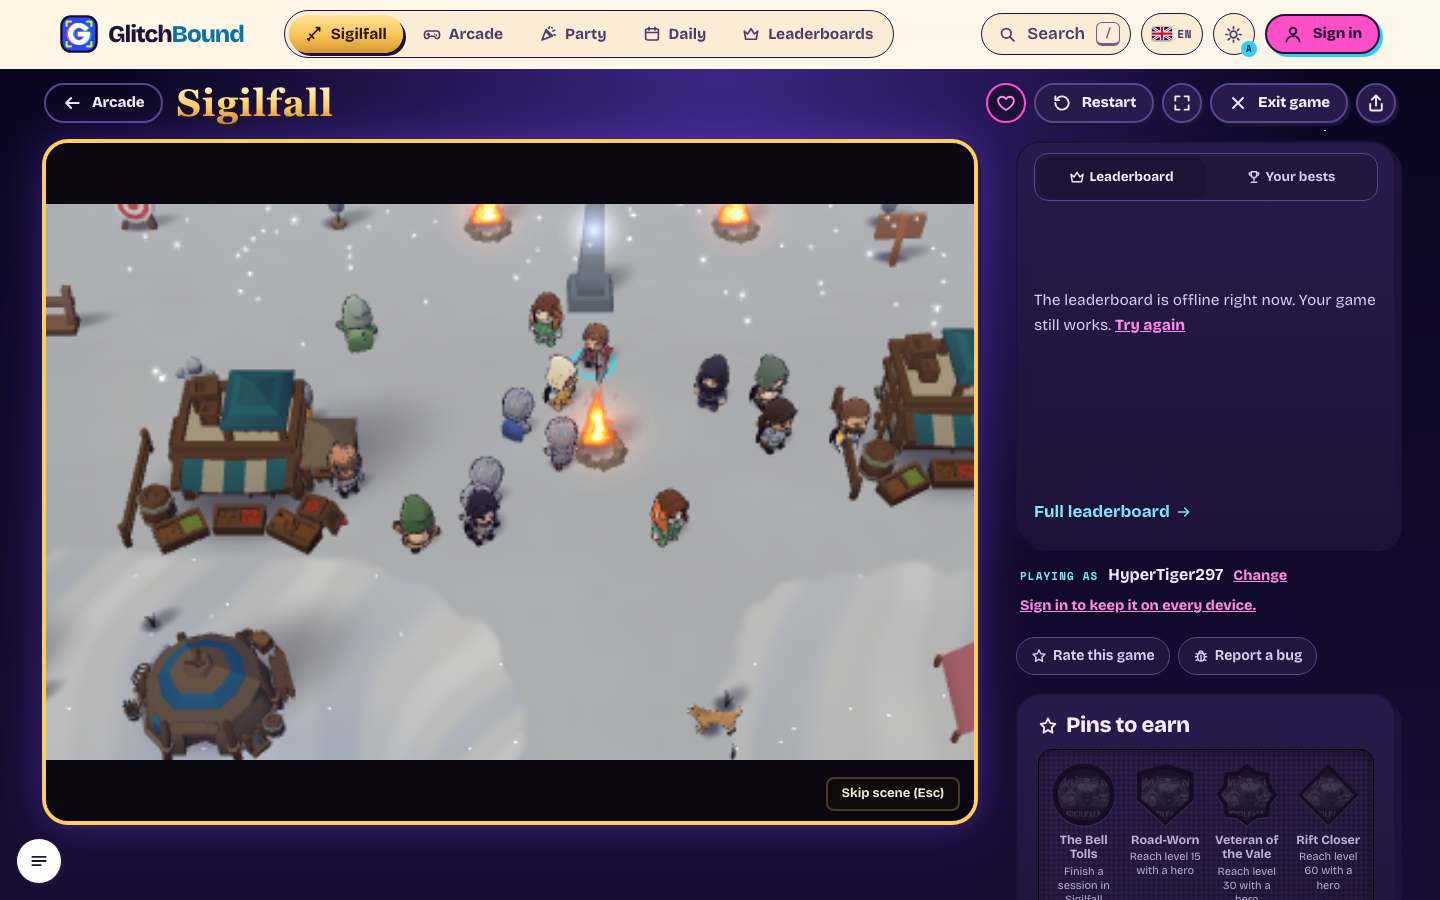 GlitchBound
Sigilfall
Arcade
Party
Daily
Leaderboards
Search /
EN
A
Sign in
Arcade
Sigilfall
Restart
Exit game
Leaderboard
Your bests
The leaderboard is offline right now. Your game
still works. Try again
Full leaderboard →
PLAYING AS HyperTiger297 Change
Sign in to keep it on every device.
Rate this game
Report a bug
Skip scene (Esc)
Pins to earn
The Bell
Tolls
Finish a
session in
Sigilfall
Road-Worn
Reach level 15
with a hero
Veteran of
the Vale
Reach level
30 with a
hero
Rift Closer
Reach level
60 with a
hero